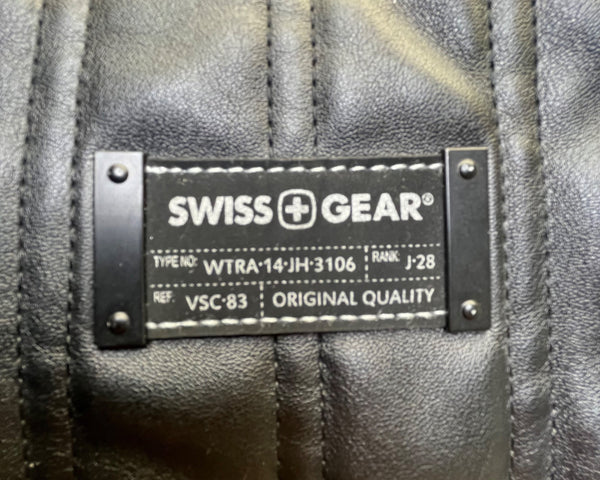 SWISS GEAR®
TYPE NO: WTRA·14·JH·3106 RANK: J·28
REF: VSC·83 ORIGINAL QUALITY